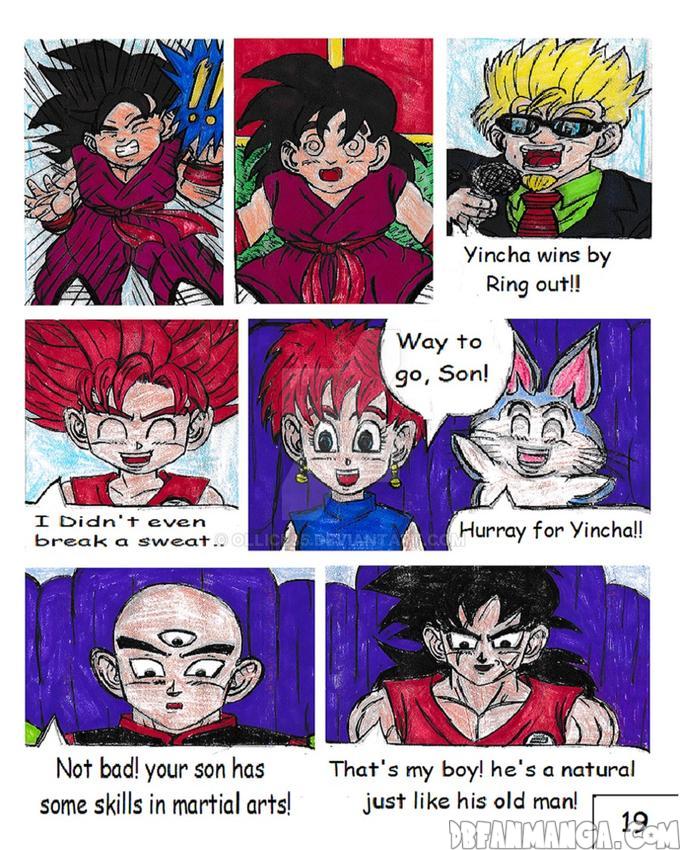 !!
Yincha wins by
Ring out!!
Way to
go, Son!
I Didn't even
break a sweat..
Hurray for Yincha!!
Not bad! your son has
some skills in martial arts!
That's my boy! he's a natural
just like his old man!
19
DBFANMANGA.COM